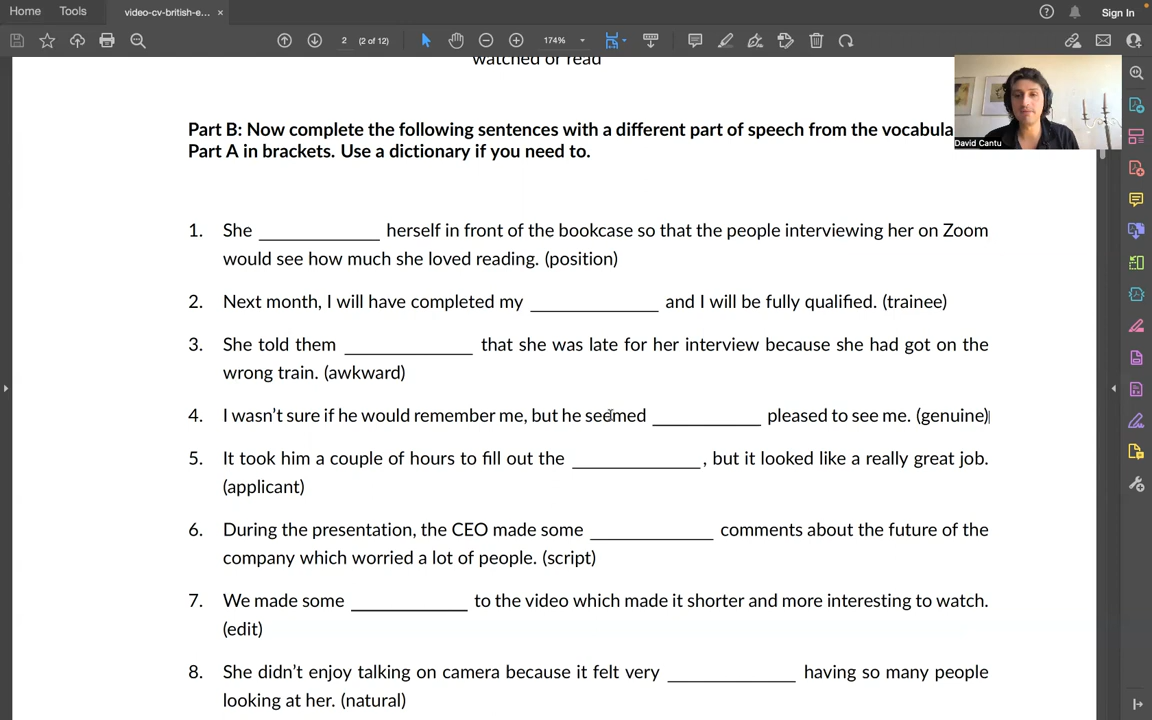 Home Tools video-cv-british-e... × Sign In
2 (2 of 12) 174%
watched or read
David Cantu
Part B: Now complete the following sentences with a different part of speech from the vocabula
Part A in brackets. Use a dictionary if you need to.
1. She ____________ herself in front of the bookcase so that the people interviewing her on Zoom
would see how much she loved reading. (position)
2. Next month, I will have completed my ____________ and I will be fully qualified. (trainee)
3. She told them ____________ that she was late for her interview because she had got on the
wrong train. (awkward)
4. I wasn't sure if he would remember me, but he seemed ____________ pleased to see me. (genuine)
5. It took him a couple of hours to fill out the ____________, but it looked like a really great job.
(applicant)
6. During the presentation, the CEO made some ____________ comments about the future of the
company which worried a lot of people. (script)
7. We made some ____________ to the video which made it shorter and more interesting to watch.
(edit)
8. She didn't enjoy talking on camera because it felt very ____________ having so many people
looking at her. (natural)